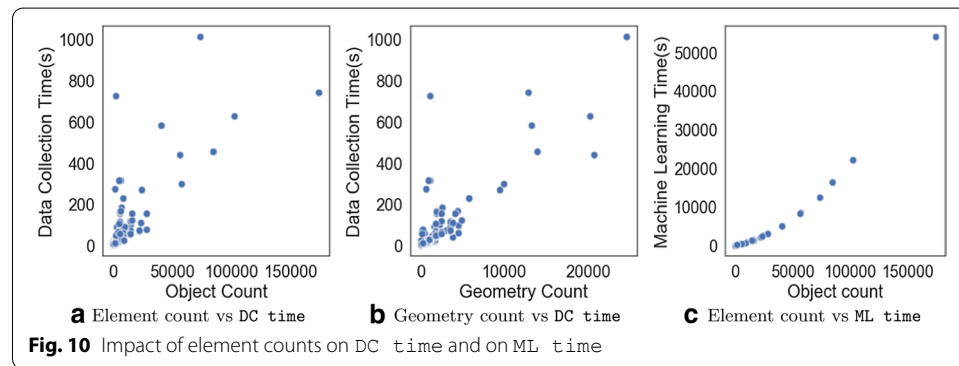 Data Collection Time(s)
1000
800
600
400
200
0
0 50000 100000 150000
Object Count
a Element count vs DC time
Data Collection Time(s)
1000
800
600
400
200
0
0 10000 20000
Geometry Count
b Geometry count vs DC time
Machine Learning Time(s)
50000
40000
30000
20000
10000
0
0 50000 100000 150000
Object count
c Element count vs ML time
Fig. 10 Impact of element counts on DC time and on ML time